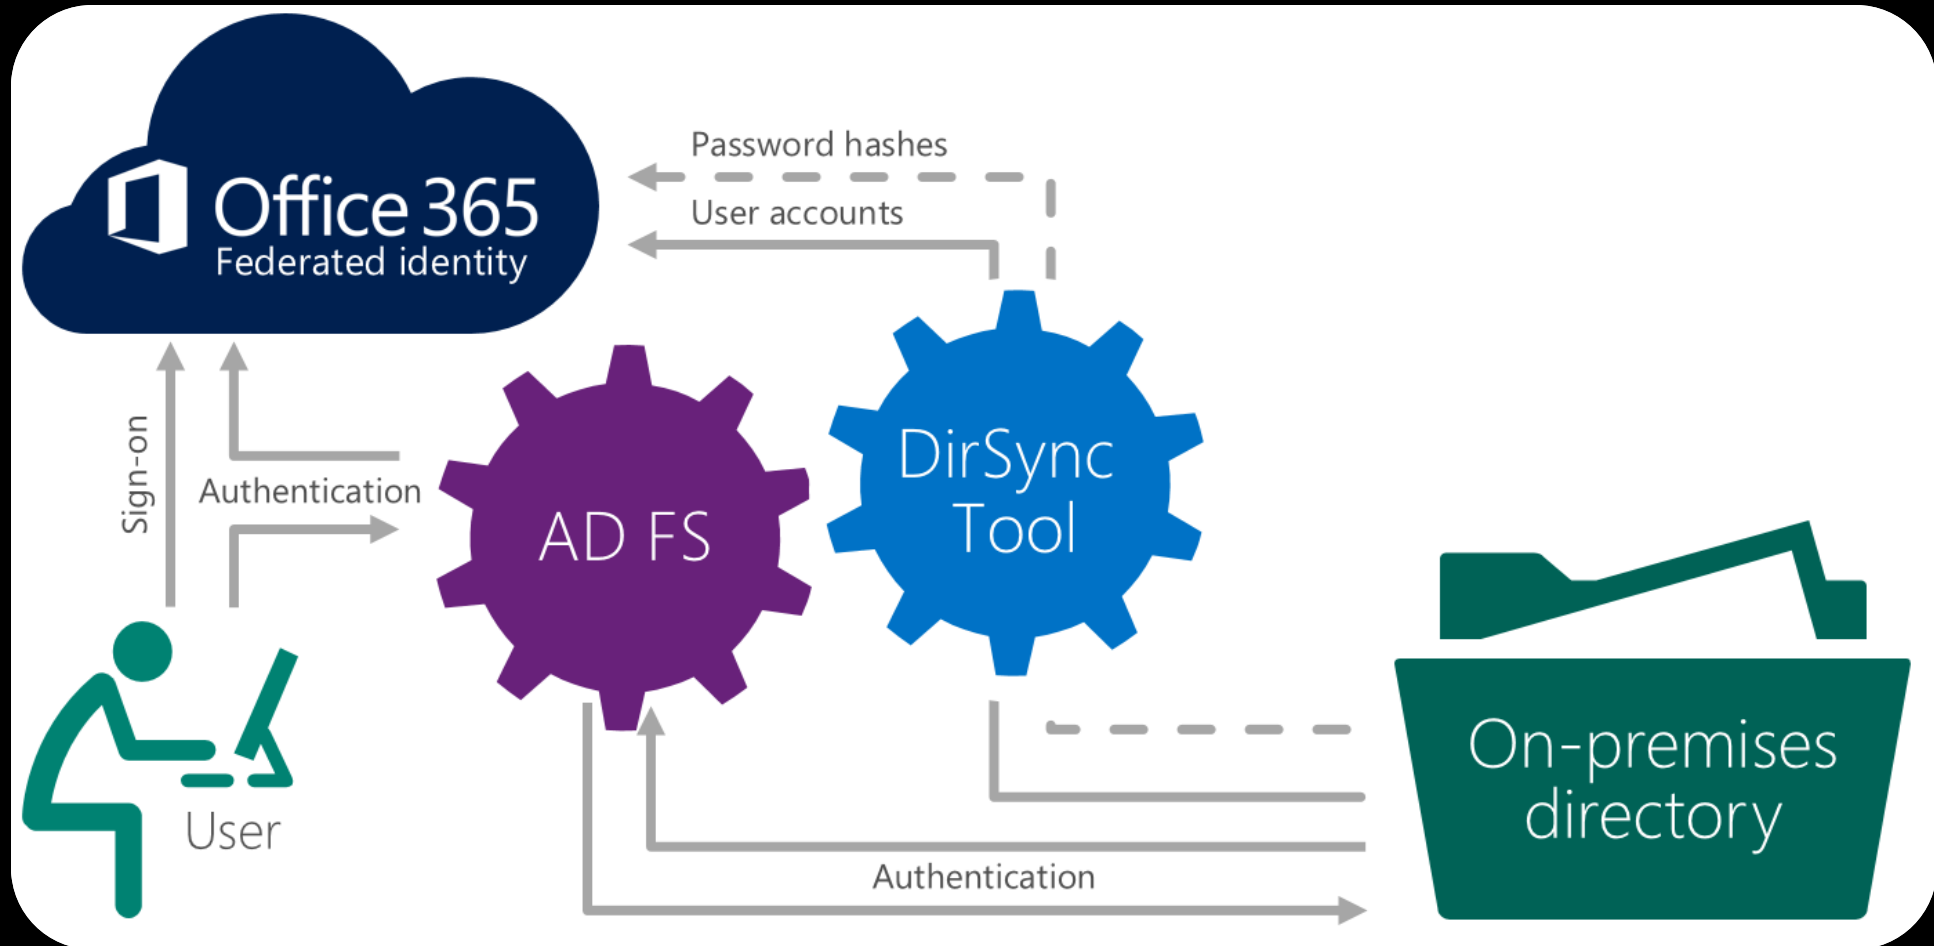 Office 365
Federated identity
Password hashes
User accounts
Sign-on
Authentication
AD FS
DirSync
Tool
User
On-premises
directory
Authentication